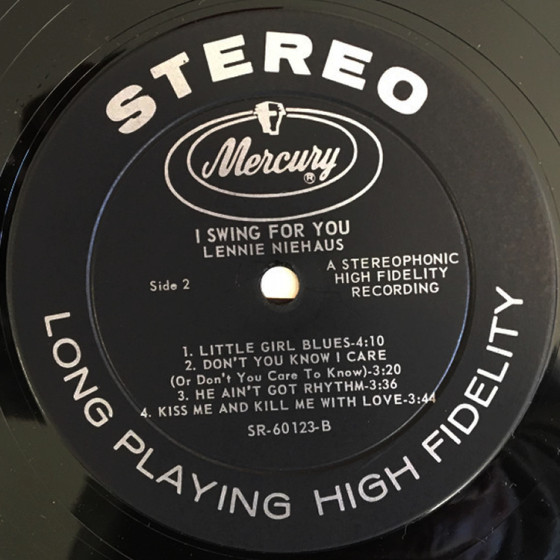 STEREO
Mercury
®
I SWING FOR YOU
LENNIE NIEHAUS
Side 2
A STEREOPHONIC
HIGH FIDELITY
RECORDING
1. LITTLE GIRL BLUES-4:10
2. DON'T YOU KNOW I CARE
(Or Don't You Care To Know)-3:20
3. HE AIN'T GOT RHYTHM-3:36
4. KISS ME AND KILL ME WITH LOVE-3:44
SR-60123-B
LONG PLAYING HIGH FIDELITY